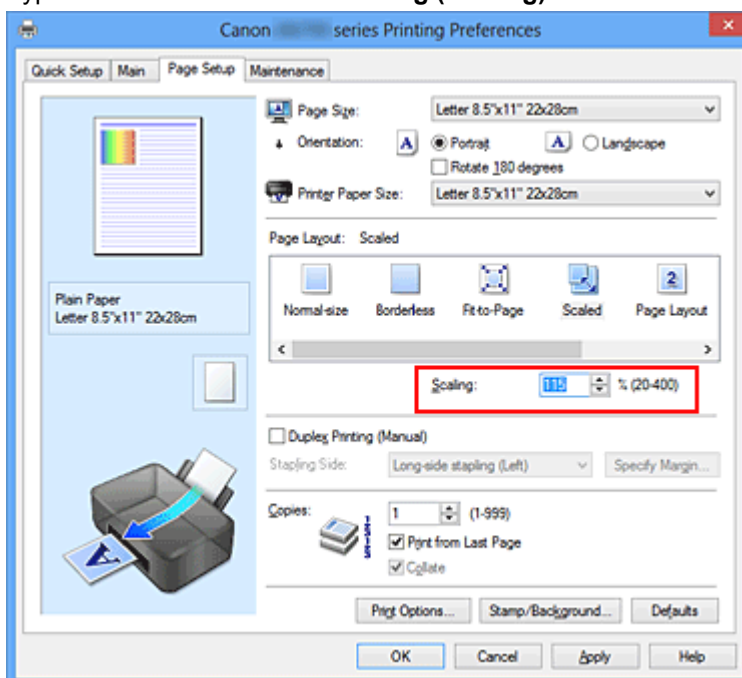 Canon series Printing Preferences
Quick Setup Main Page Setup Maintenance
Page Size: Letter 8.5"x11" 22x28cm
Orientation: A Portrait A Landscape
Rotate 180 degrees
Printer Paper Size: Letter 8.5"x11" 22x28cm
Page Layout: Scaled
2
Normal-size Borderless Fit-to-Page Scaled Page Layout
Plain Paper
Letter 8.5"x11" 22x28cm
Scaling: 115 % (20-400)
Duplex Printing (Manual)
Stapling Side: Long-side stapling (Left) Specify Margin...
Copies: 1 (1-999)
Print from Last Page
Collate
A
Print Options... Stamp/Background... Defaults
OK Cancel Apply Help